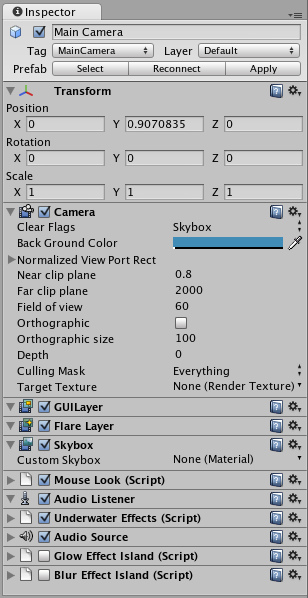 Inspector
Main Camera
Tag MainCamera Layer Default
Prefab Select Reconnect Apply
Transform
Position
X 0 Y 0.9070835 Z 0
Rotation
X 0 Y 0 Z 0
Scale
X 1 Y 1 Z 1
Camera
Clear Flags Skybox
Back Ground Color
Normalized View Port Rect
Near clip plane 0.8
Far clip plane 2000
Field of view 60
Orthographic
Orthographic size 100
Depth 0
Culling Mask Everything
Target Texture None (Render Texture)
GUILayer
Flare Layer
Skybox
Custom Skybox None (Material)
Mouse Look (Script)
Audio Listener
Underwater Effects (Script)
Audio Source
Glow Effect Island (Script)
Blur Effect Island (Script)